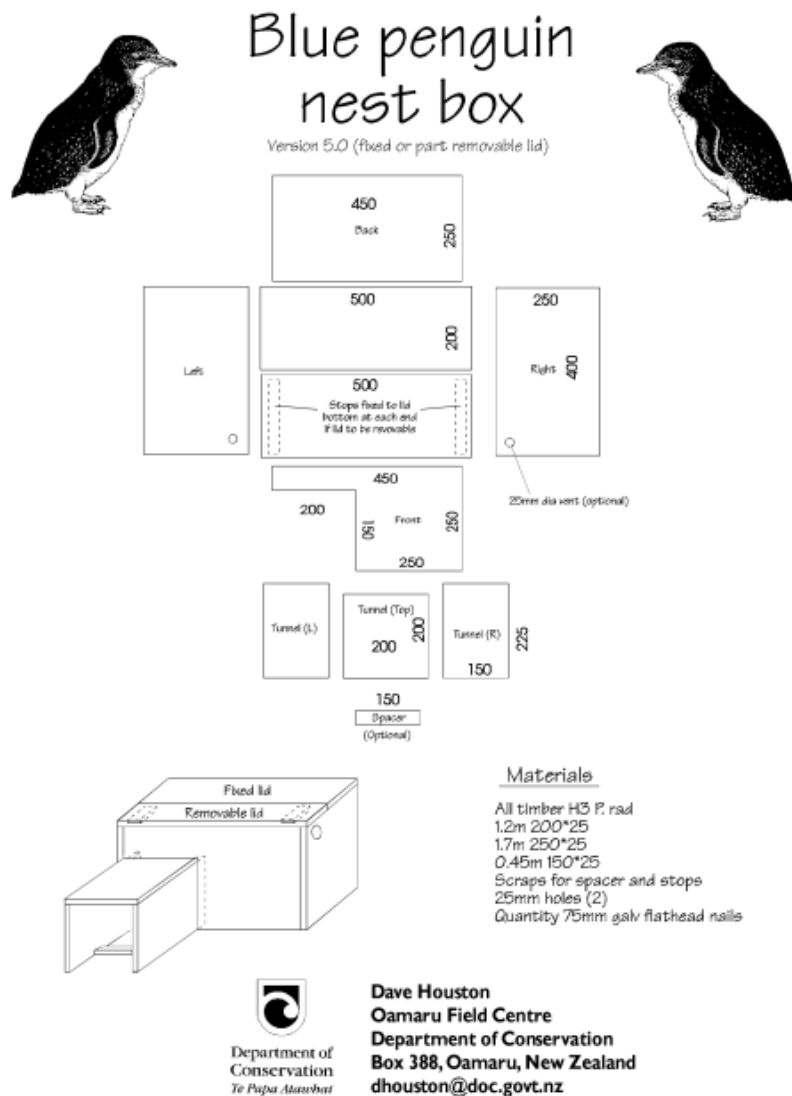 Blue penguin
nest box
Version 5.0 (fixed or part removable lid)
450
Back
250
500
200
Left
250
Right
400
500
Stops fixed to lid
bottom at each end
if lid to be revovable
25mm dia vent (optional)
450
200
150
Front
250
250
Tunnel (L)
Tunnel (Top)
200
200
Tunnel (R)
225
150
150
Spacer
(Optional)
Fixed lid
Removable lid
Materials
All timber H3 P. rad
1.2m 200*25
1.7m 250*25
0.45m 150*25
Scraps for spacer and stops
25mm holes (2)
Quantity 75mm galv flathead nails
Department of
Conservation
Te Papa Atawhai
Dave Houston
Oamaru Field Centre
Department of Conservation
Box 388, Oamaru, New Zealand
dhouston@doc.govt.nz